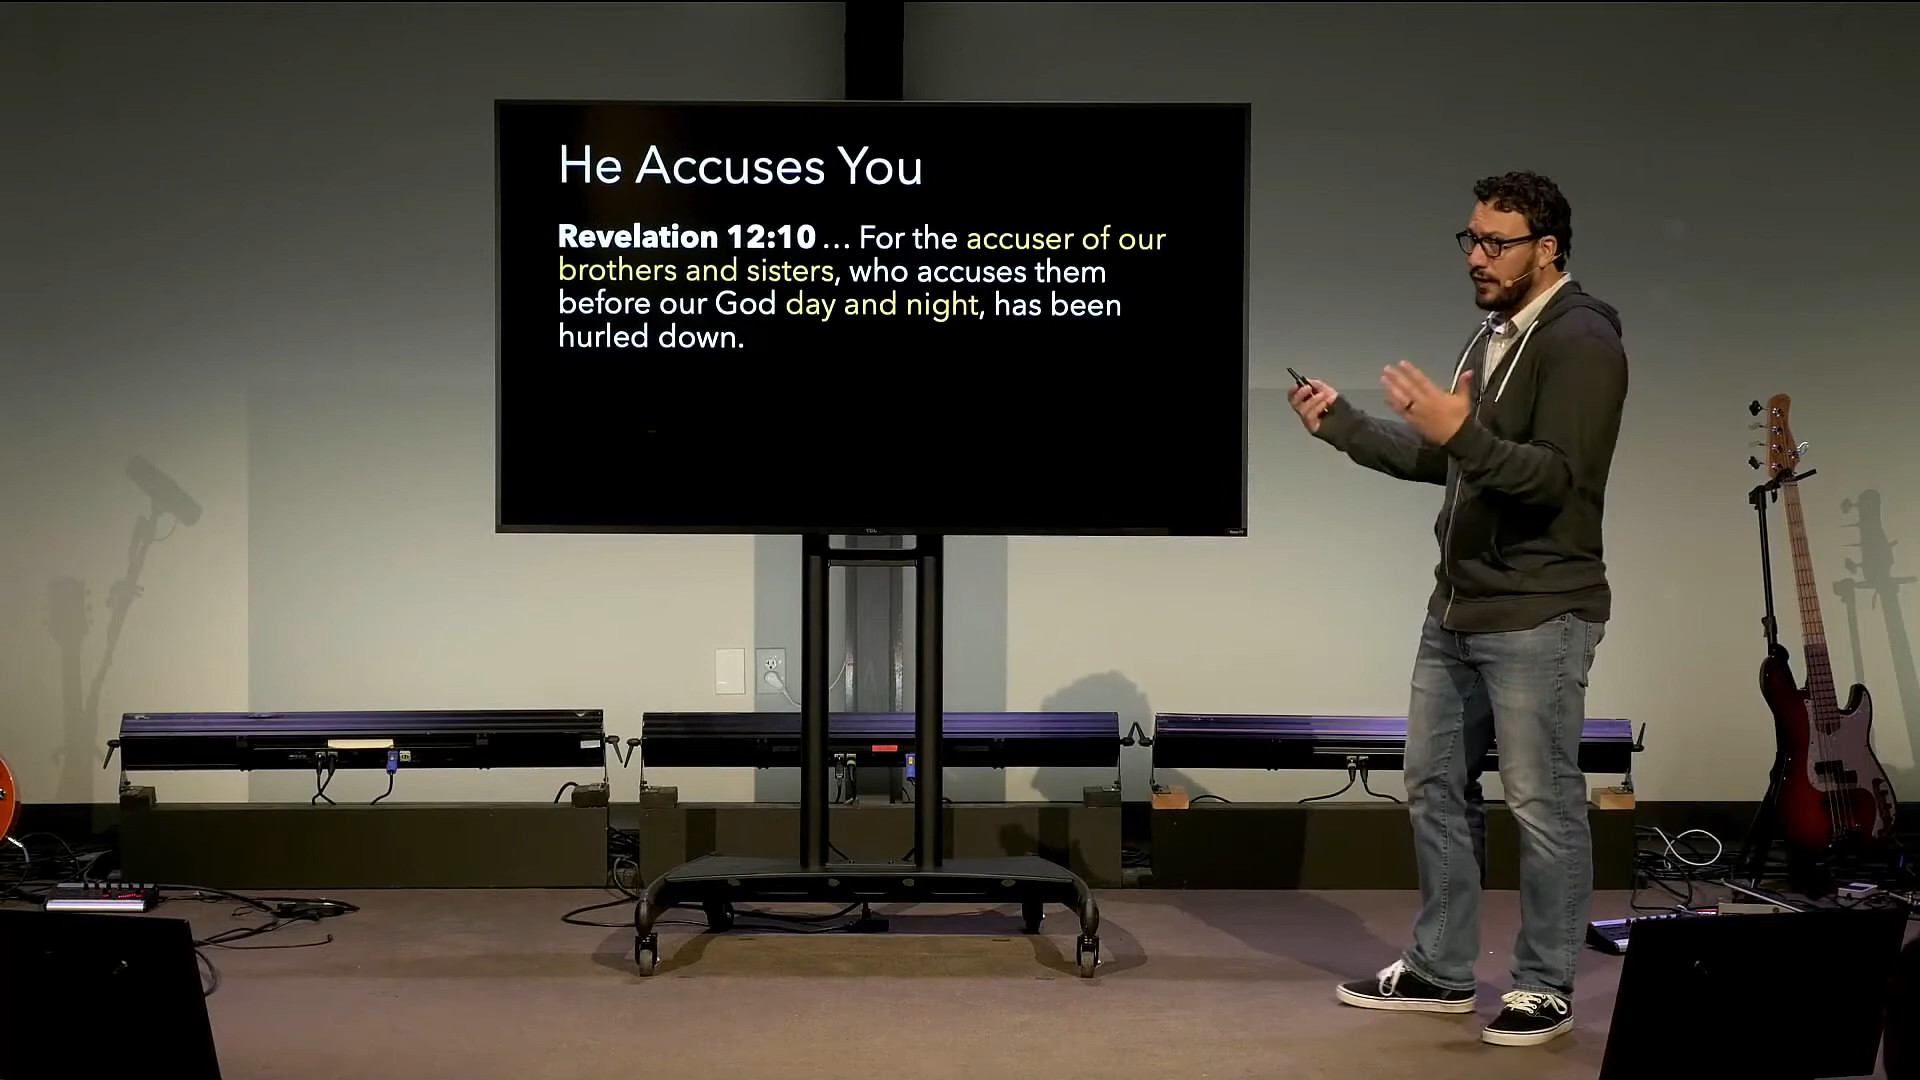 He Accuses You
Revelation 12:10 ... For the accuser of our
brothers and sisters, who accuses them
before our God day and night, has been
hurled down.
TCL